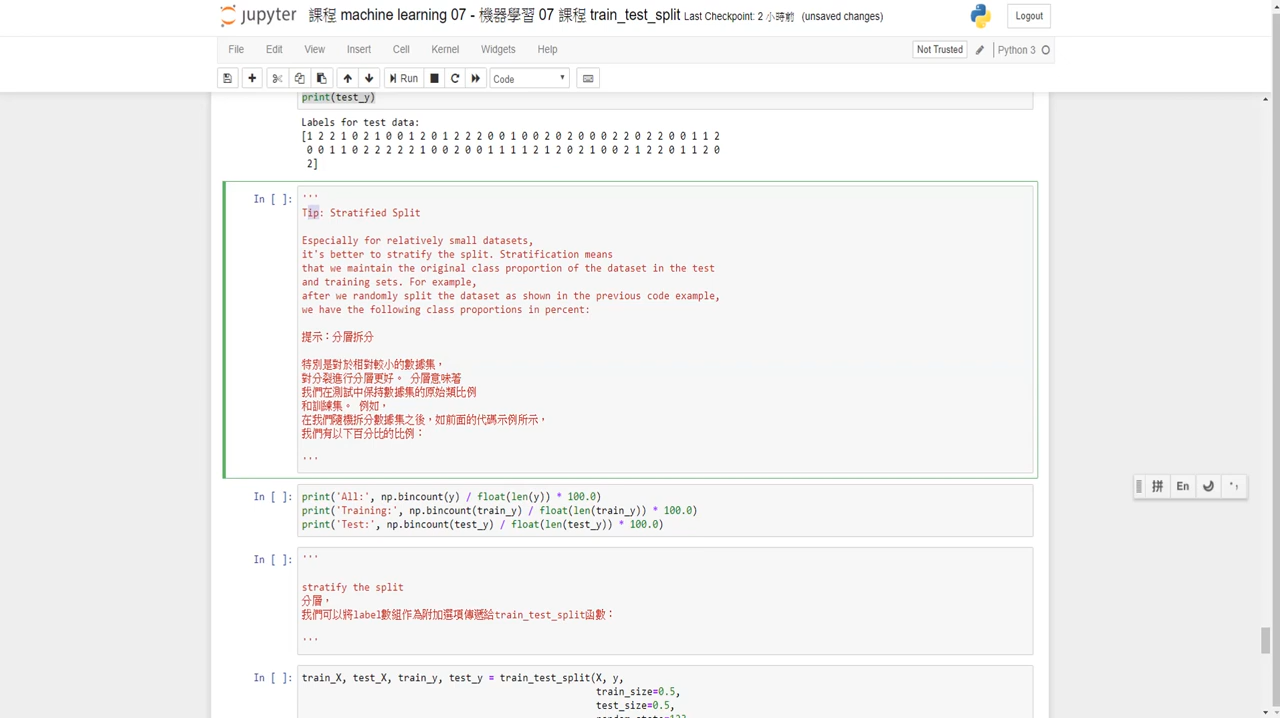 jupyter 課程 machine learning 07 - 機器學習 07 課程 train_test_split Last Checkpoint: 2 小時前 (unsaved changes) Logout
File Edit View Insert Cell Kernel Widgets Help Not Trusted Python 3
Run Code
print(test_y)
Labels for test data:
[1 2 2 1 0 2 1 0 0 1 2 0 1 2 2 2 0 0 1 0 0 2 0 2 0 0 0 2 2 0 2 2 0 0 1 1 2
0 0 1 1 0 2 2 2 2 2 1 0 0 2 0 0 1 1 1 1 2 1 2 0 2 1 0 0 2 1 2 2 0 1 1 2 0
2]
In [ ]: '''
Tip: Stratified Split
Especially for relatively small datasets,
it's better to stratify the split. Stratification means
that we maintain the original class proportion of the dataset in the test
and training sets. For example,
after we randomly split the dataset as shown in the previous code example,
we have the following class proportions in percent:
提示：分層拆分
特別是對於相對較小的數據集，
對分裂進行分層更好。 分層意味著
我們在測試中保持數據集的原始類比例
和訓練集。 例如，
在我們隨機拆分數據集之後，如前面的代碼示例所示，
我們有以下百分比的比例：
'''
In [ ]: print('All:', np.bincount(y) / float(len(y)) * 100.0)
print('Training:', np.bincount(train_y) / float(len(train_y)) * 100.0)
print('Test:', np.bincount(test_y) / float(len(test_y)) * 100.0)
In [ ]: '''
stratify the split
分層，
我們可以將label數組作為附加選項傳遞給train_test_split函數：
'''
In [ ]: train_X, test_X, train_y, test_y = train_test_split(X, y,
train_size=0.5,
test_size=0.5,
拼 En